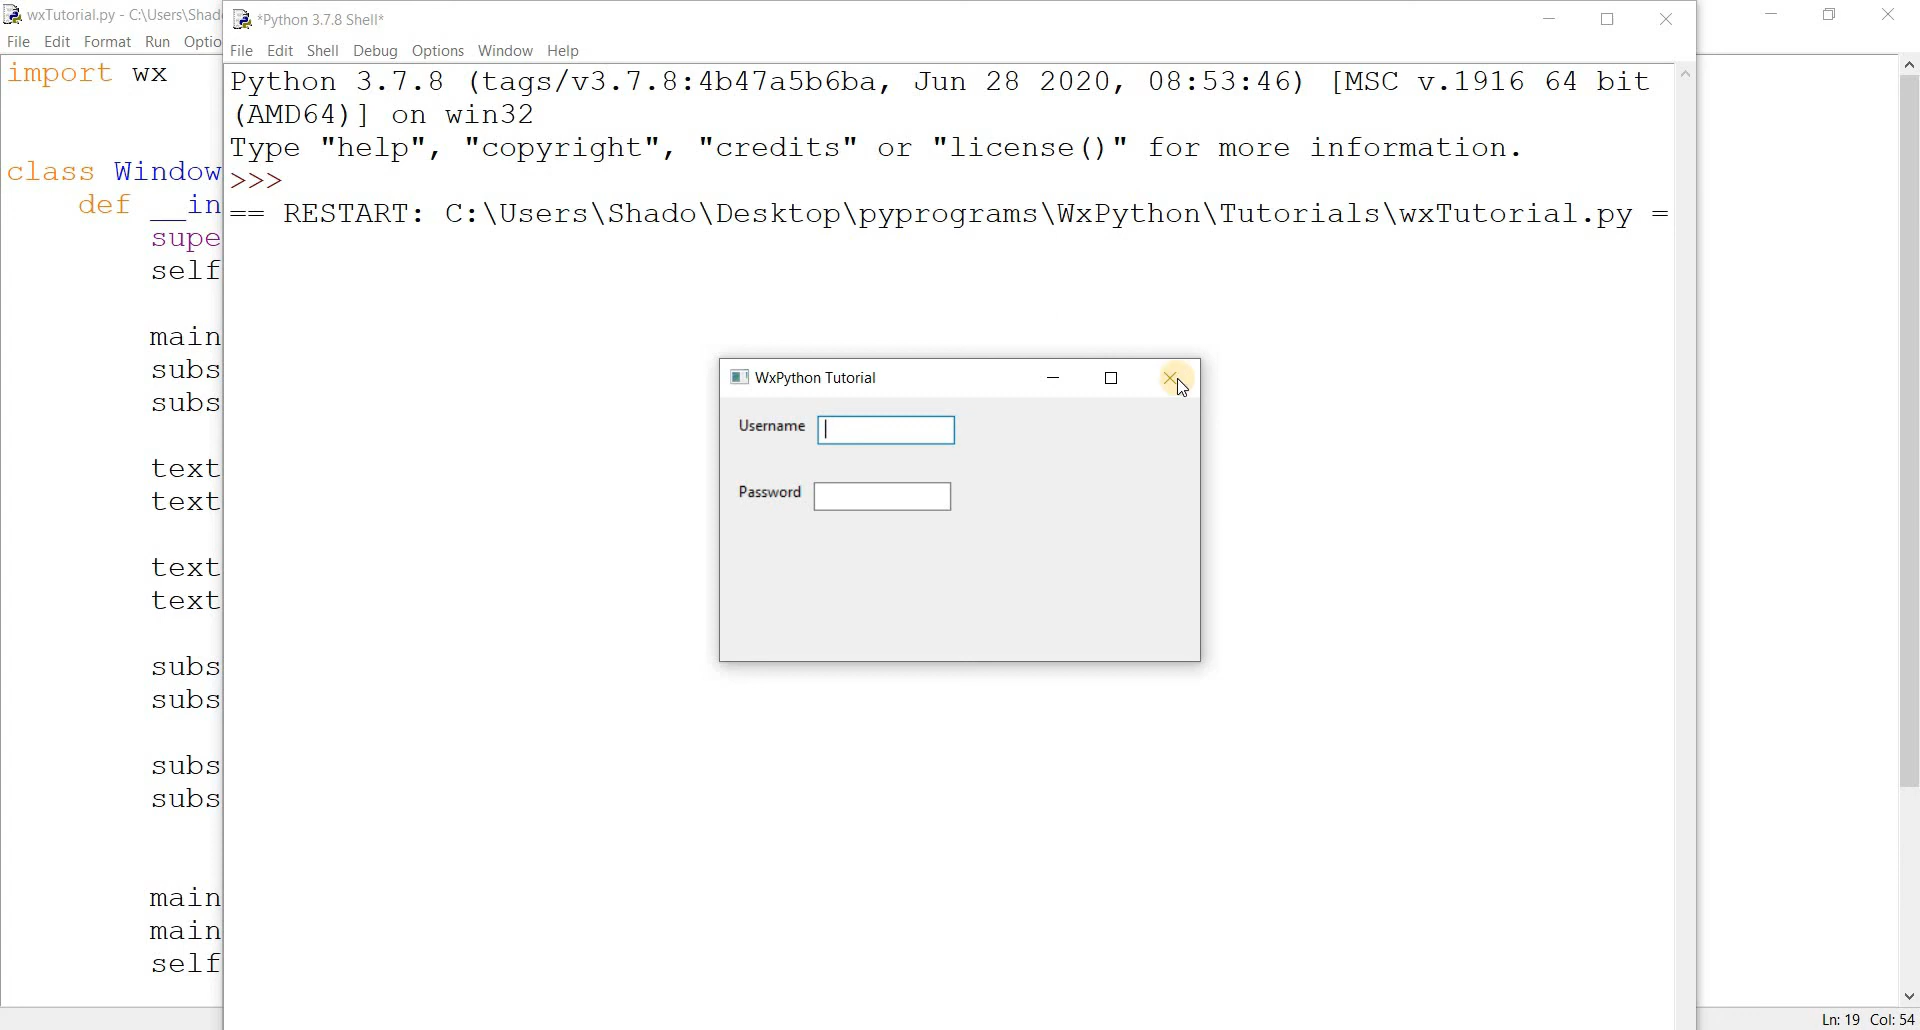 wxTutorial.py - C:\Users\Shad
File Edit Format Run Optio
import wx
class Window
def __in
supe
self
main
subs
subs
text
text
text
text
subs
subs
subs
subs
main
main
self
*Python 3.7.8 Shell*
File Edit Shell Debug Options Window Help
Python 3.7.8 (tags/v3.7.8:4b47a5b6ba, Jun 28 2020, 08:53:46) [MSC v.1916 64 bit
(AMD64)] on win32
Type "help", "copyright", "credits" or "license()" for more information.
>>>
== RESTART: C:\Users\Shado\Desktop\pyprograms\WxPython\Tutorials\wxTutorial.py =
WxPython Tutorial
Username
Password
Ln: 19 Col: 54